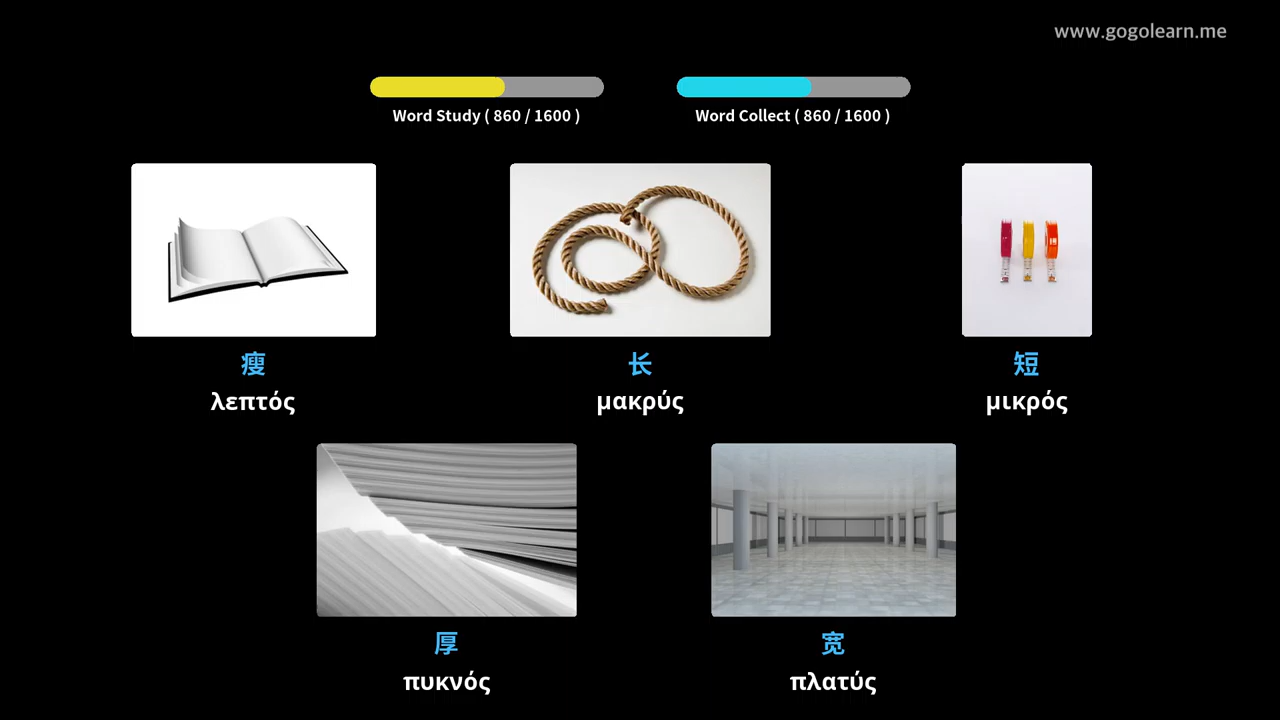 www.gogolearn.me
Word Study ( 860 / 1600 )
Word Collect ( 860 / 1600 )
瘦
λεπτός
长
μακρύς
短
μικρός
厚
πυκνός
宽
πλατύς